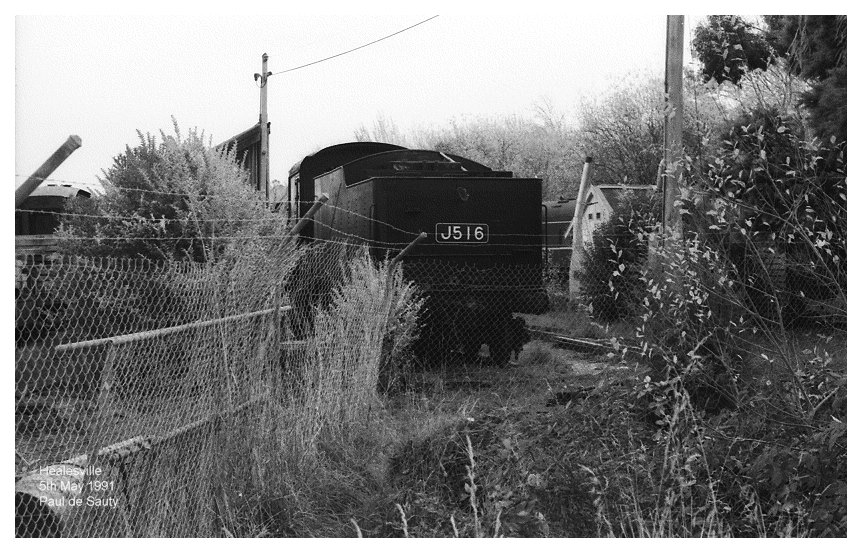 J516
Healesville
5th May 1991
Paul de Sauty